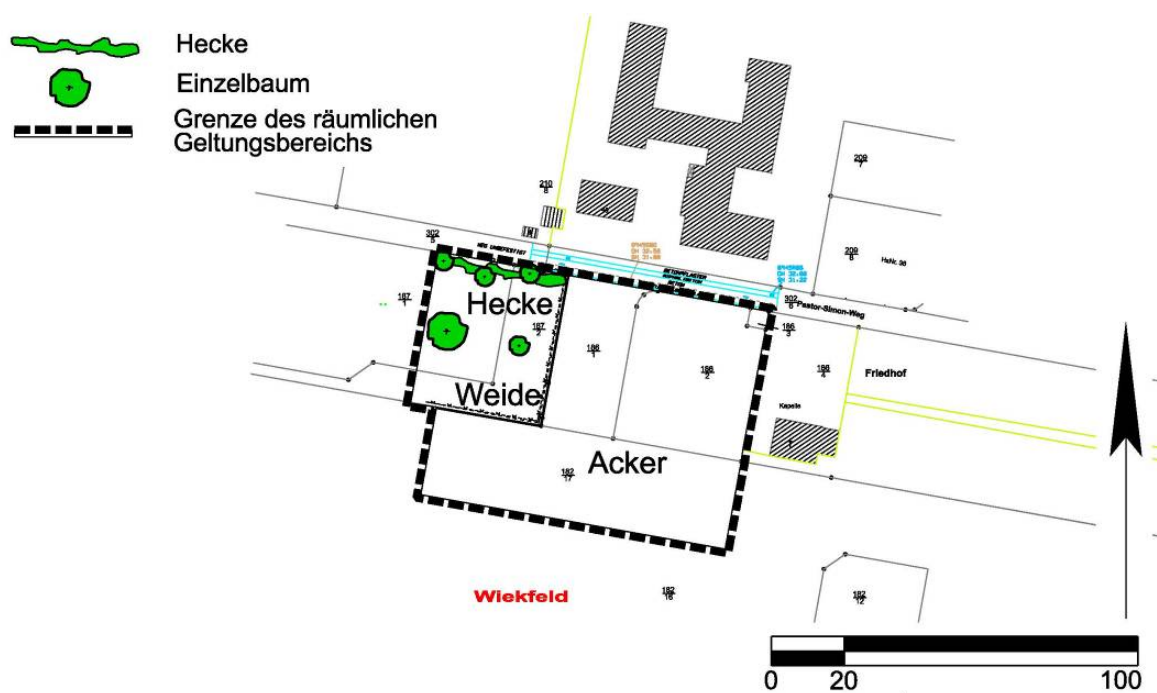 Hecke
Einzelbaum
Grenze des räumlichen
Geltungsbereichs
210
8
209
7
302
5
209
8
HsNr. 36
187
1
Hecke
187
2
302
6
Pastor-Simon-Weg
186
3
186
1
186
2
186
4
Friedhof
Weide
Kapelle
Acker
182
17
Wiekfeld
182
16
182
12
0 20 100